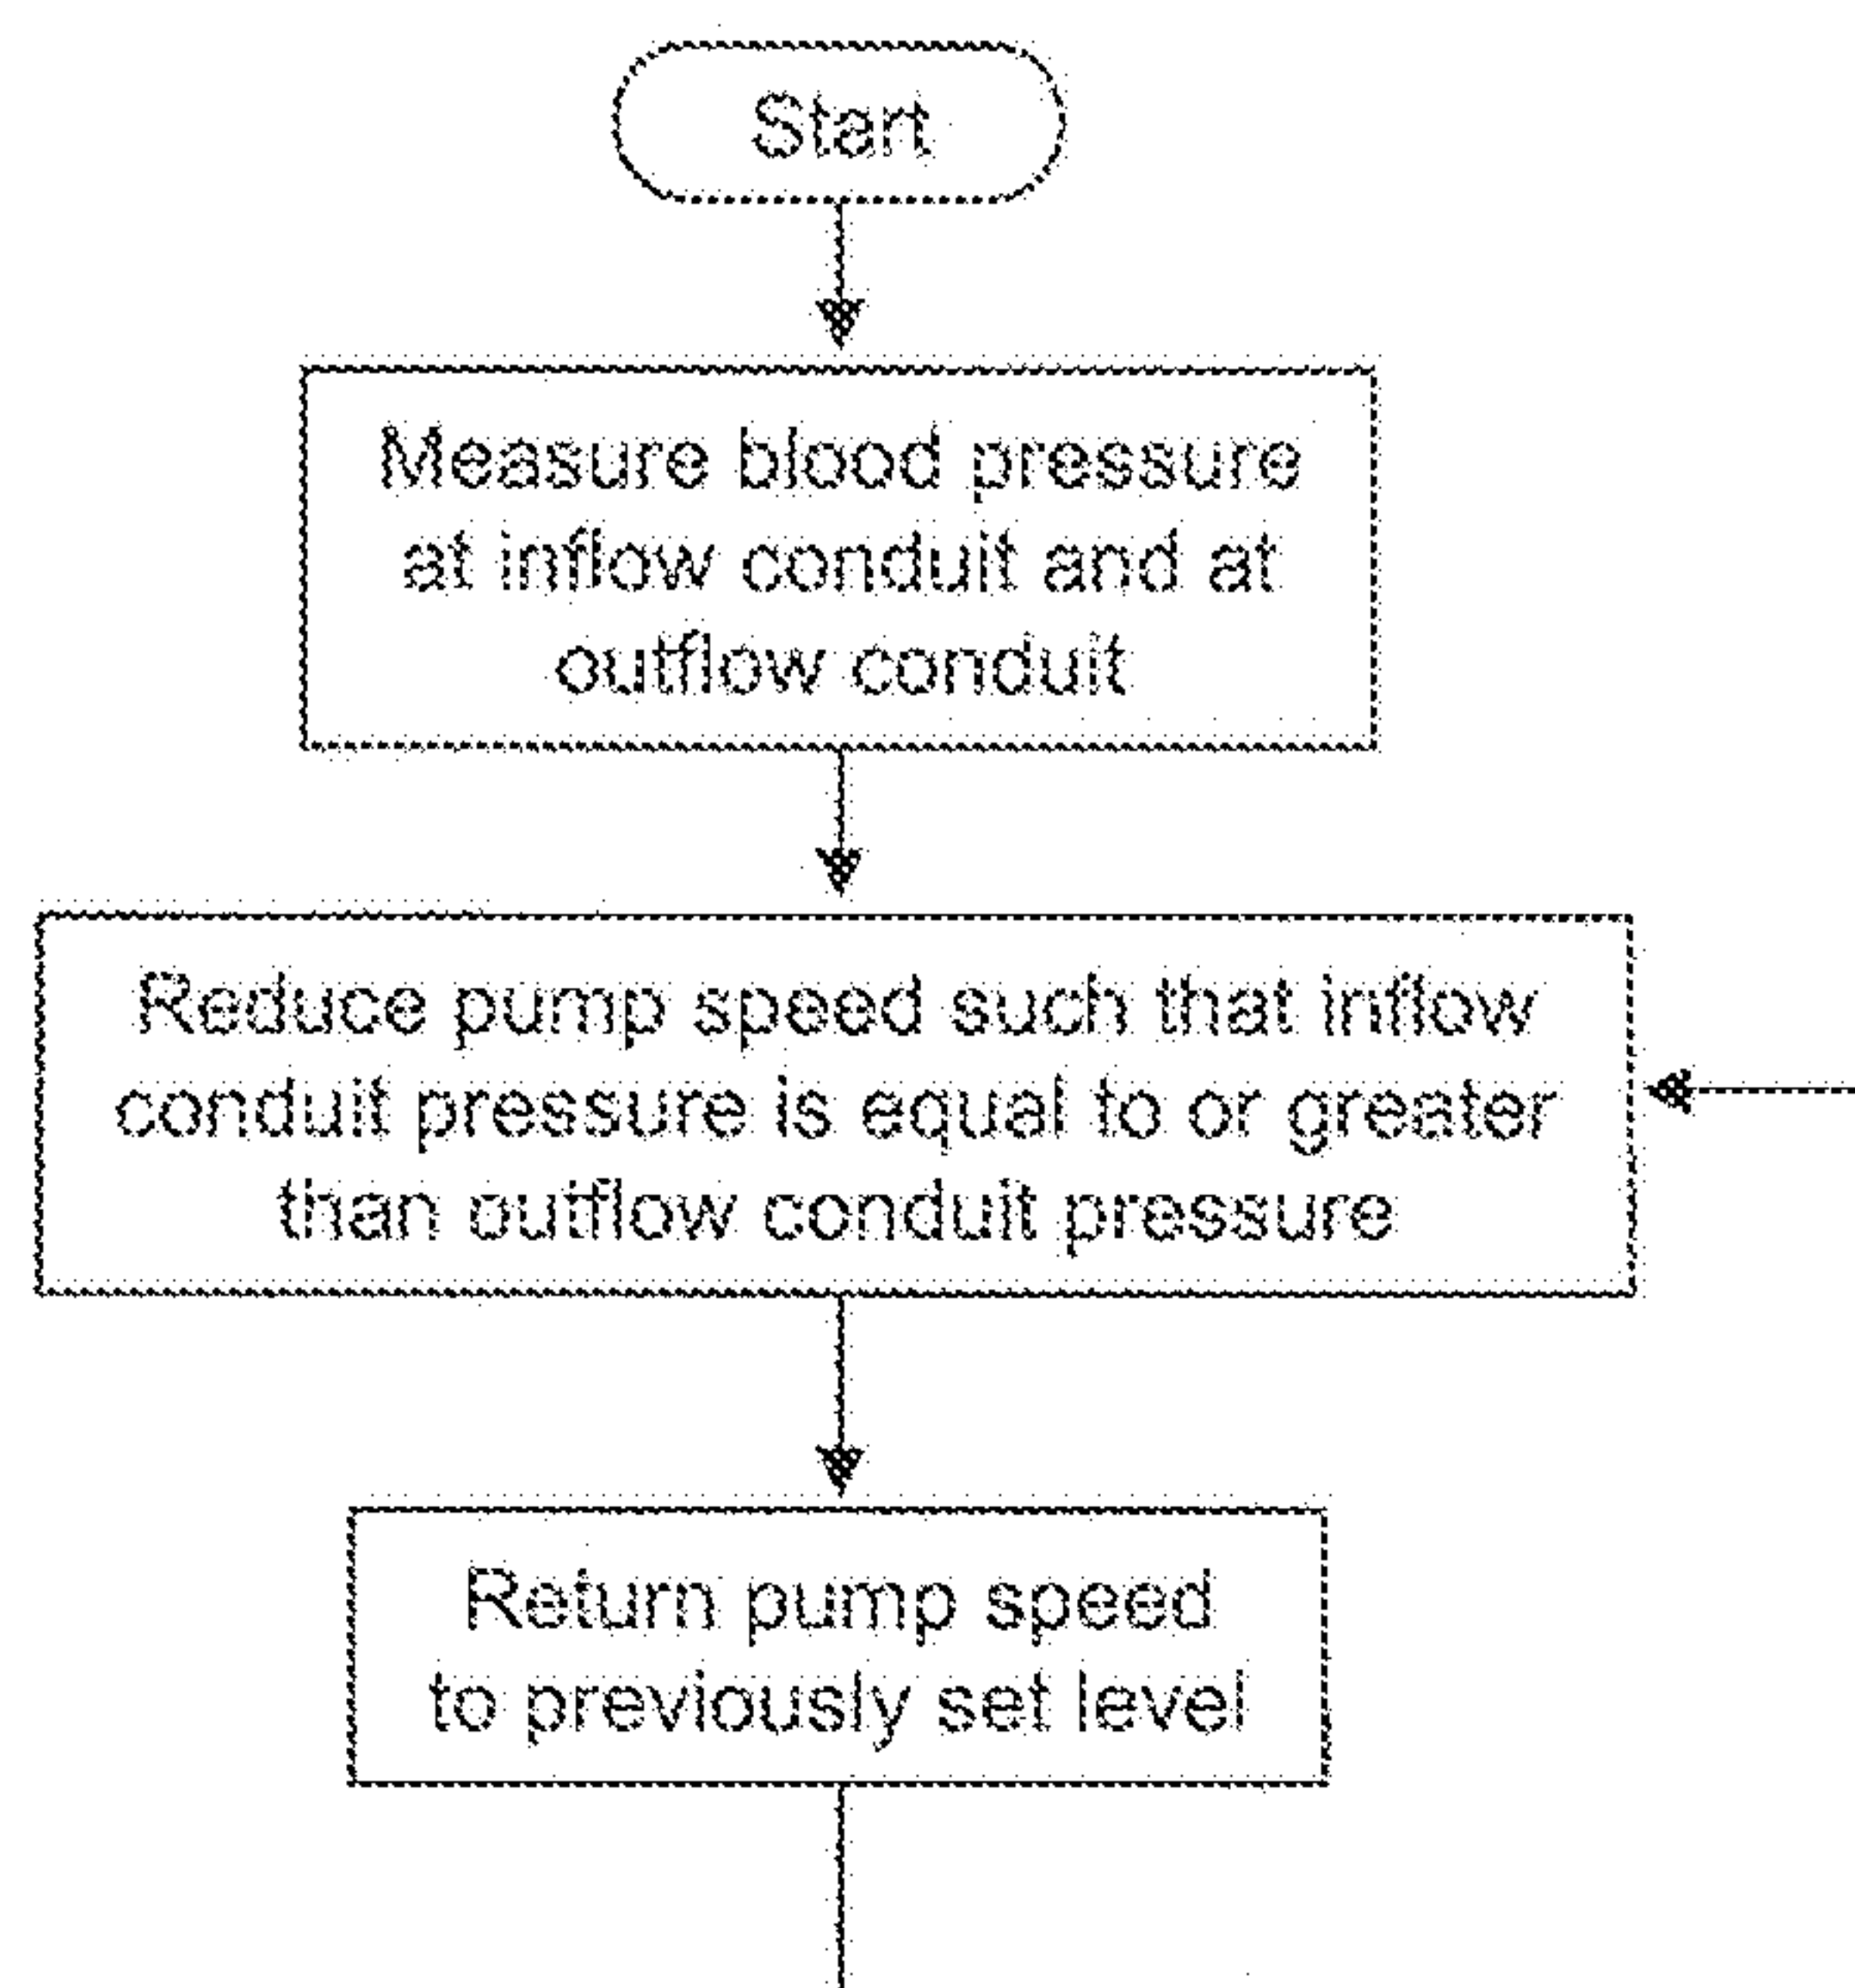 Start
Measure blood pressure
at inflow conduit and at
outflow conduit
Reduce pump speed such that inflow
conduit pressure is equal to or greater
than outflow conduit pressure
Return pump speed
to previously set level